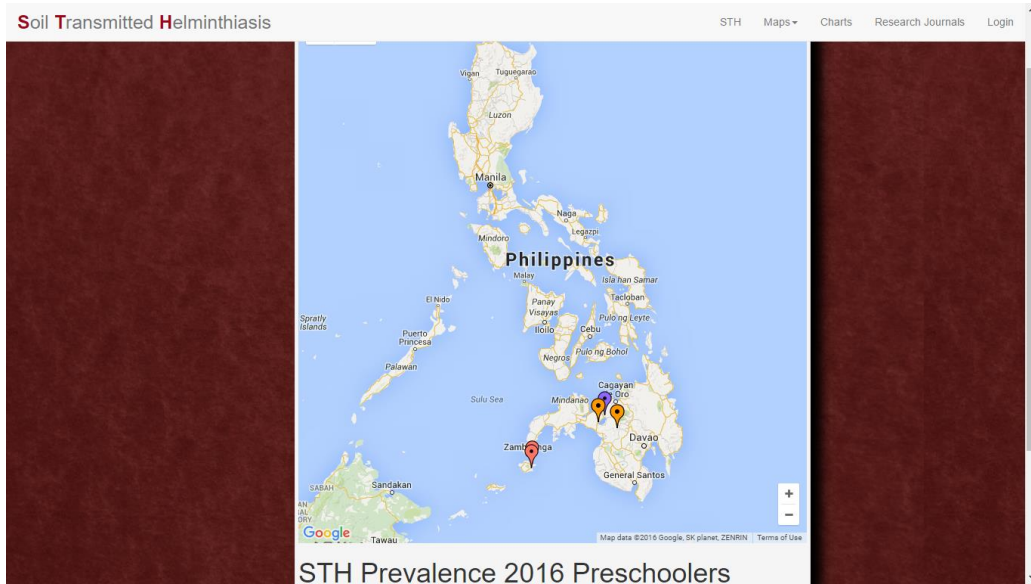 Soil Transmitted Helminthiasis
STH Maps Charts Research Journals Login
Vigan
Tuguegarao
Luzon
Manila
Naga
Legazpi
Mindoro
Philippines
Malay
Isla han Samar
El Nido
Panay
Tacloban
Visayas
Spratly
Islands
Iloilo
Cebu
Pulo ng Leyte
Puerto
Princesa
Negros
Pulo ng Bohol
Palawan
Cagayan
Oro
Sulu Sea
Mindanao
Davao
General Santos
SABAH
Sandakan
Google
Tawau
+
−
Map data ©2016 Google, SK planet, ZENRIN Terms of Use
STH Prevalence 2016 Preschoolers